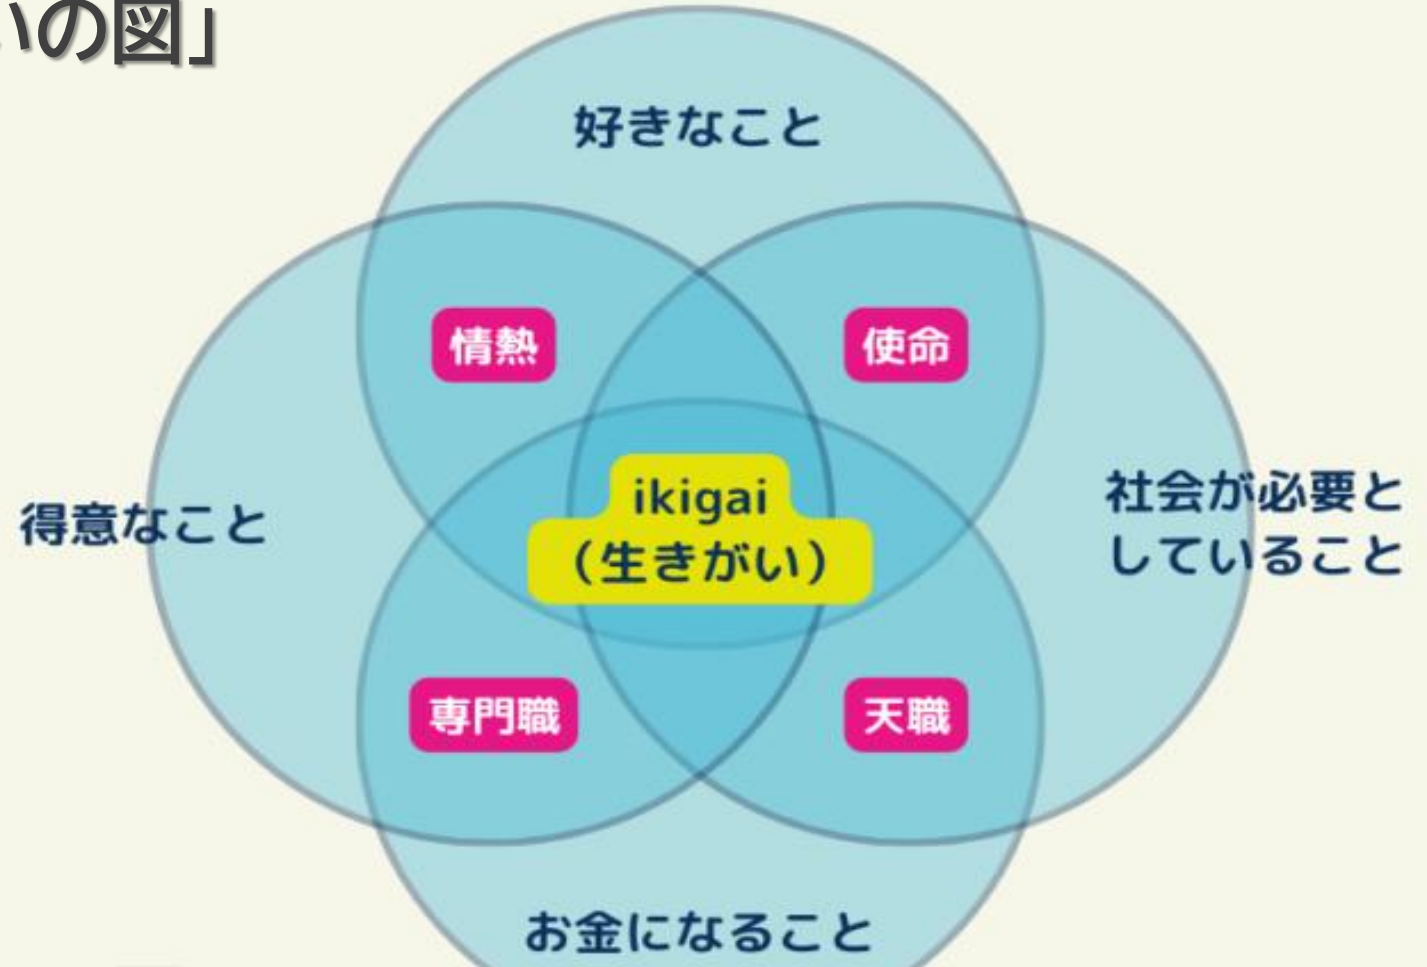 いの図」
好きなこと
情熱
使命
ikigai
（生きがい）
得意なこと
社会が必要と
していること
専門職
天職
お金になること